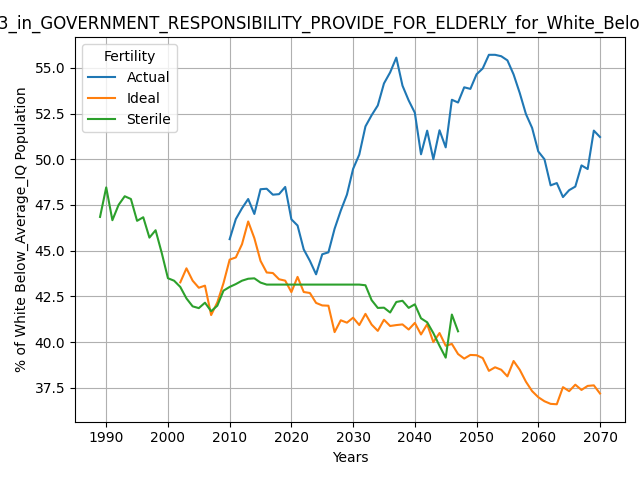 3_in_GOVERNMENT_RESPONSIBILITY_PROVIDE_FOR_ELDERLY_for_White_Belo
Fertility
Actual
Ideal
Sterile
% of White Below_Average_IQ Population
55.0
52.5
50.0
47.5
45.0
42.5
40.0
37.5
1990 2000 2010 2020 2030 2040 2050 2060 2070
Years